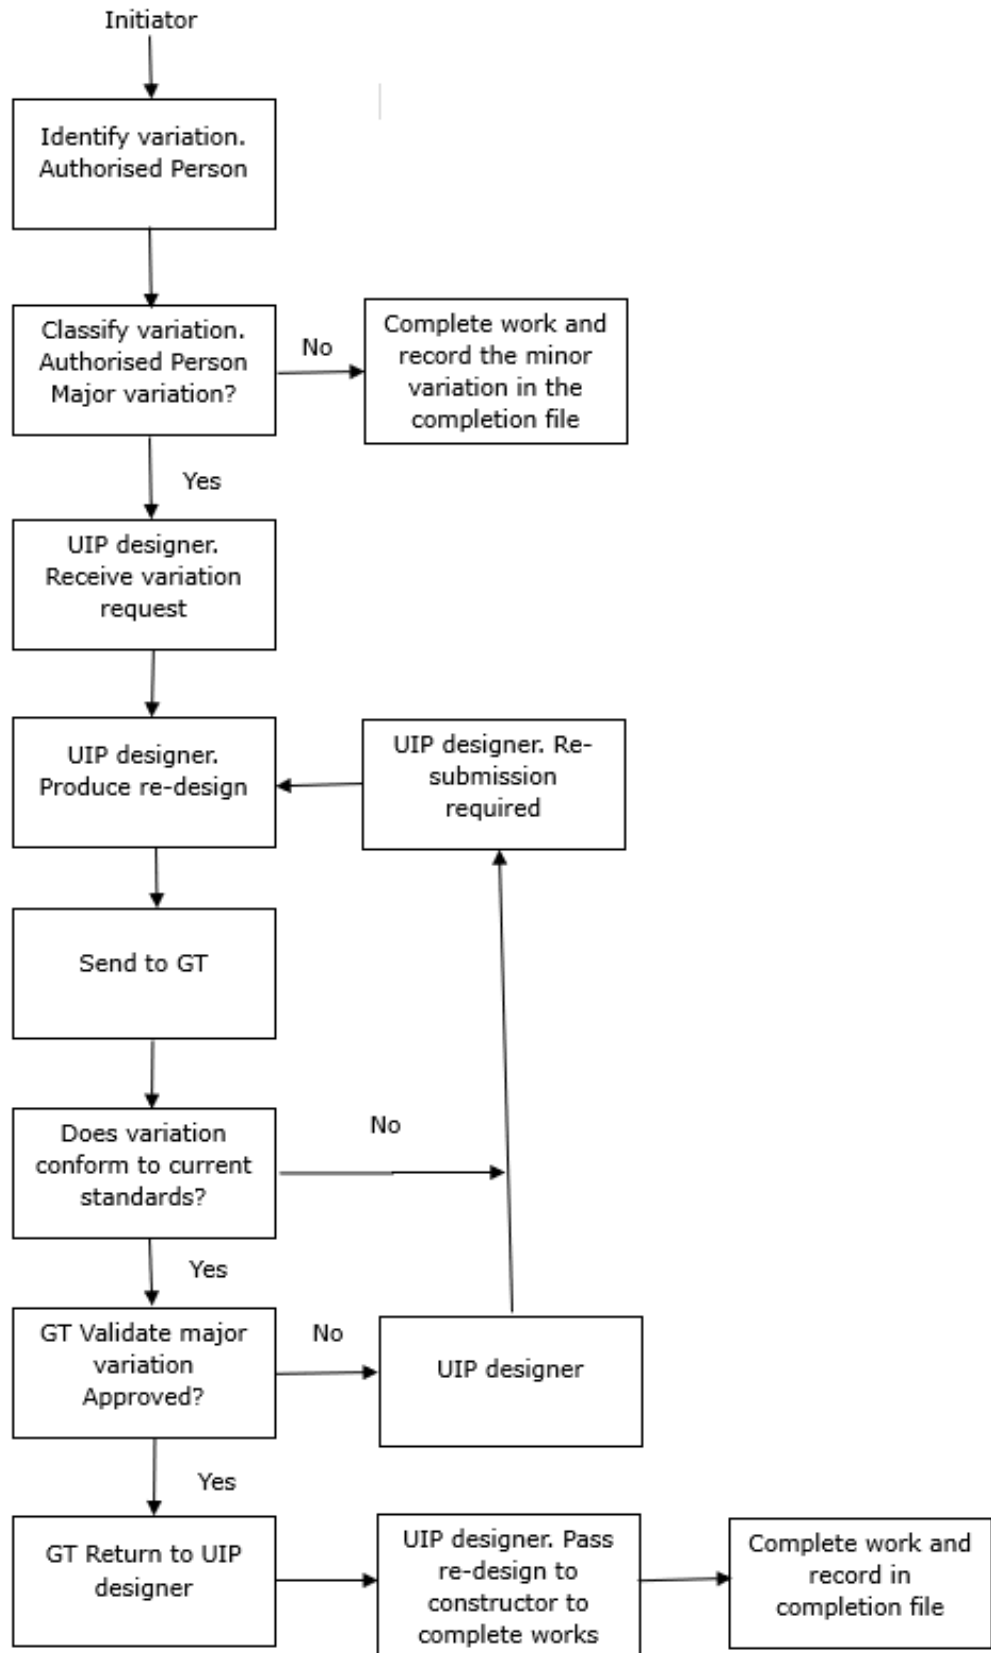 Initiator
Identify variation.
Authorised Person
Classify variation.
Authorised Person
Major variation?
No
Complete work and
record the minor
variation in the
completion file
Yes
UIP designer.
Receive variation
request
UIP designer.
Produce re-design
UIP designer. Re-
submission
required
Send to GT
Does variation
conform to current
standards?
No
Yes
GT Validate major
variation
Approved?
No
UIP designer
Yes
GT Return to UIP
designer
UIP designer. Pass
re-design to
constructor to
complete works
Complete work and
record in
completion file